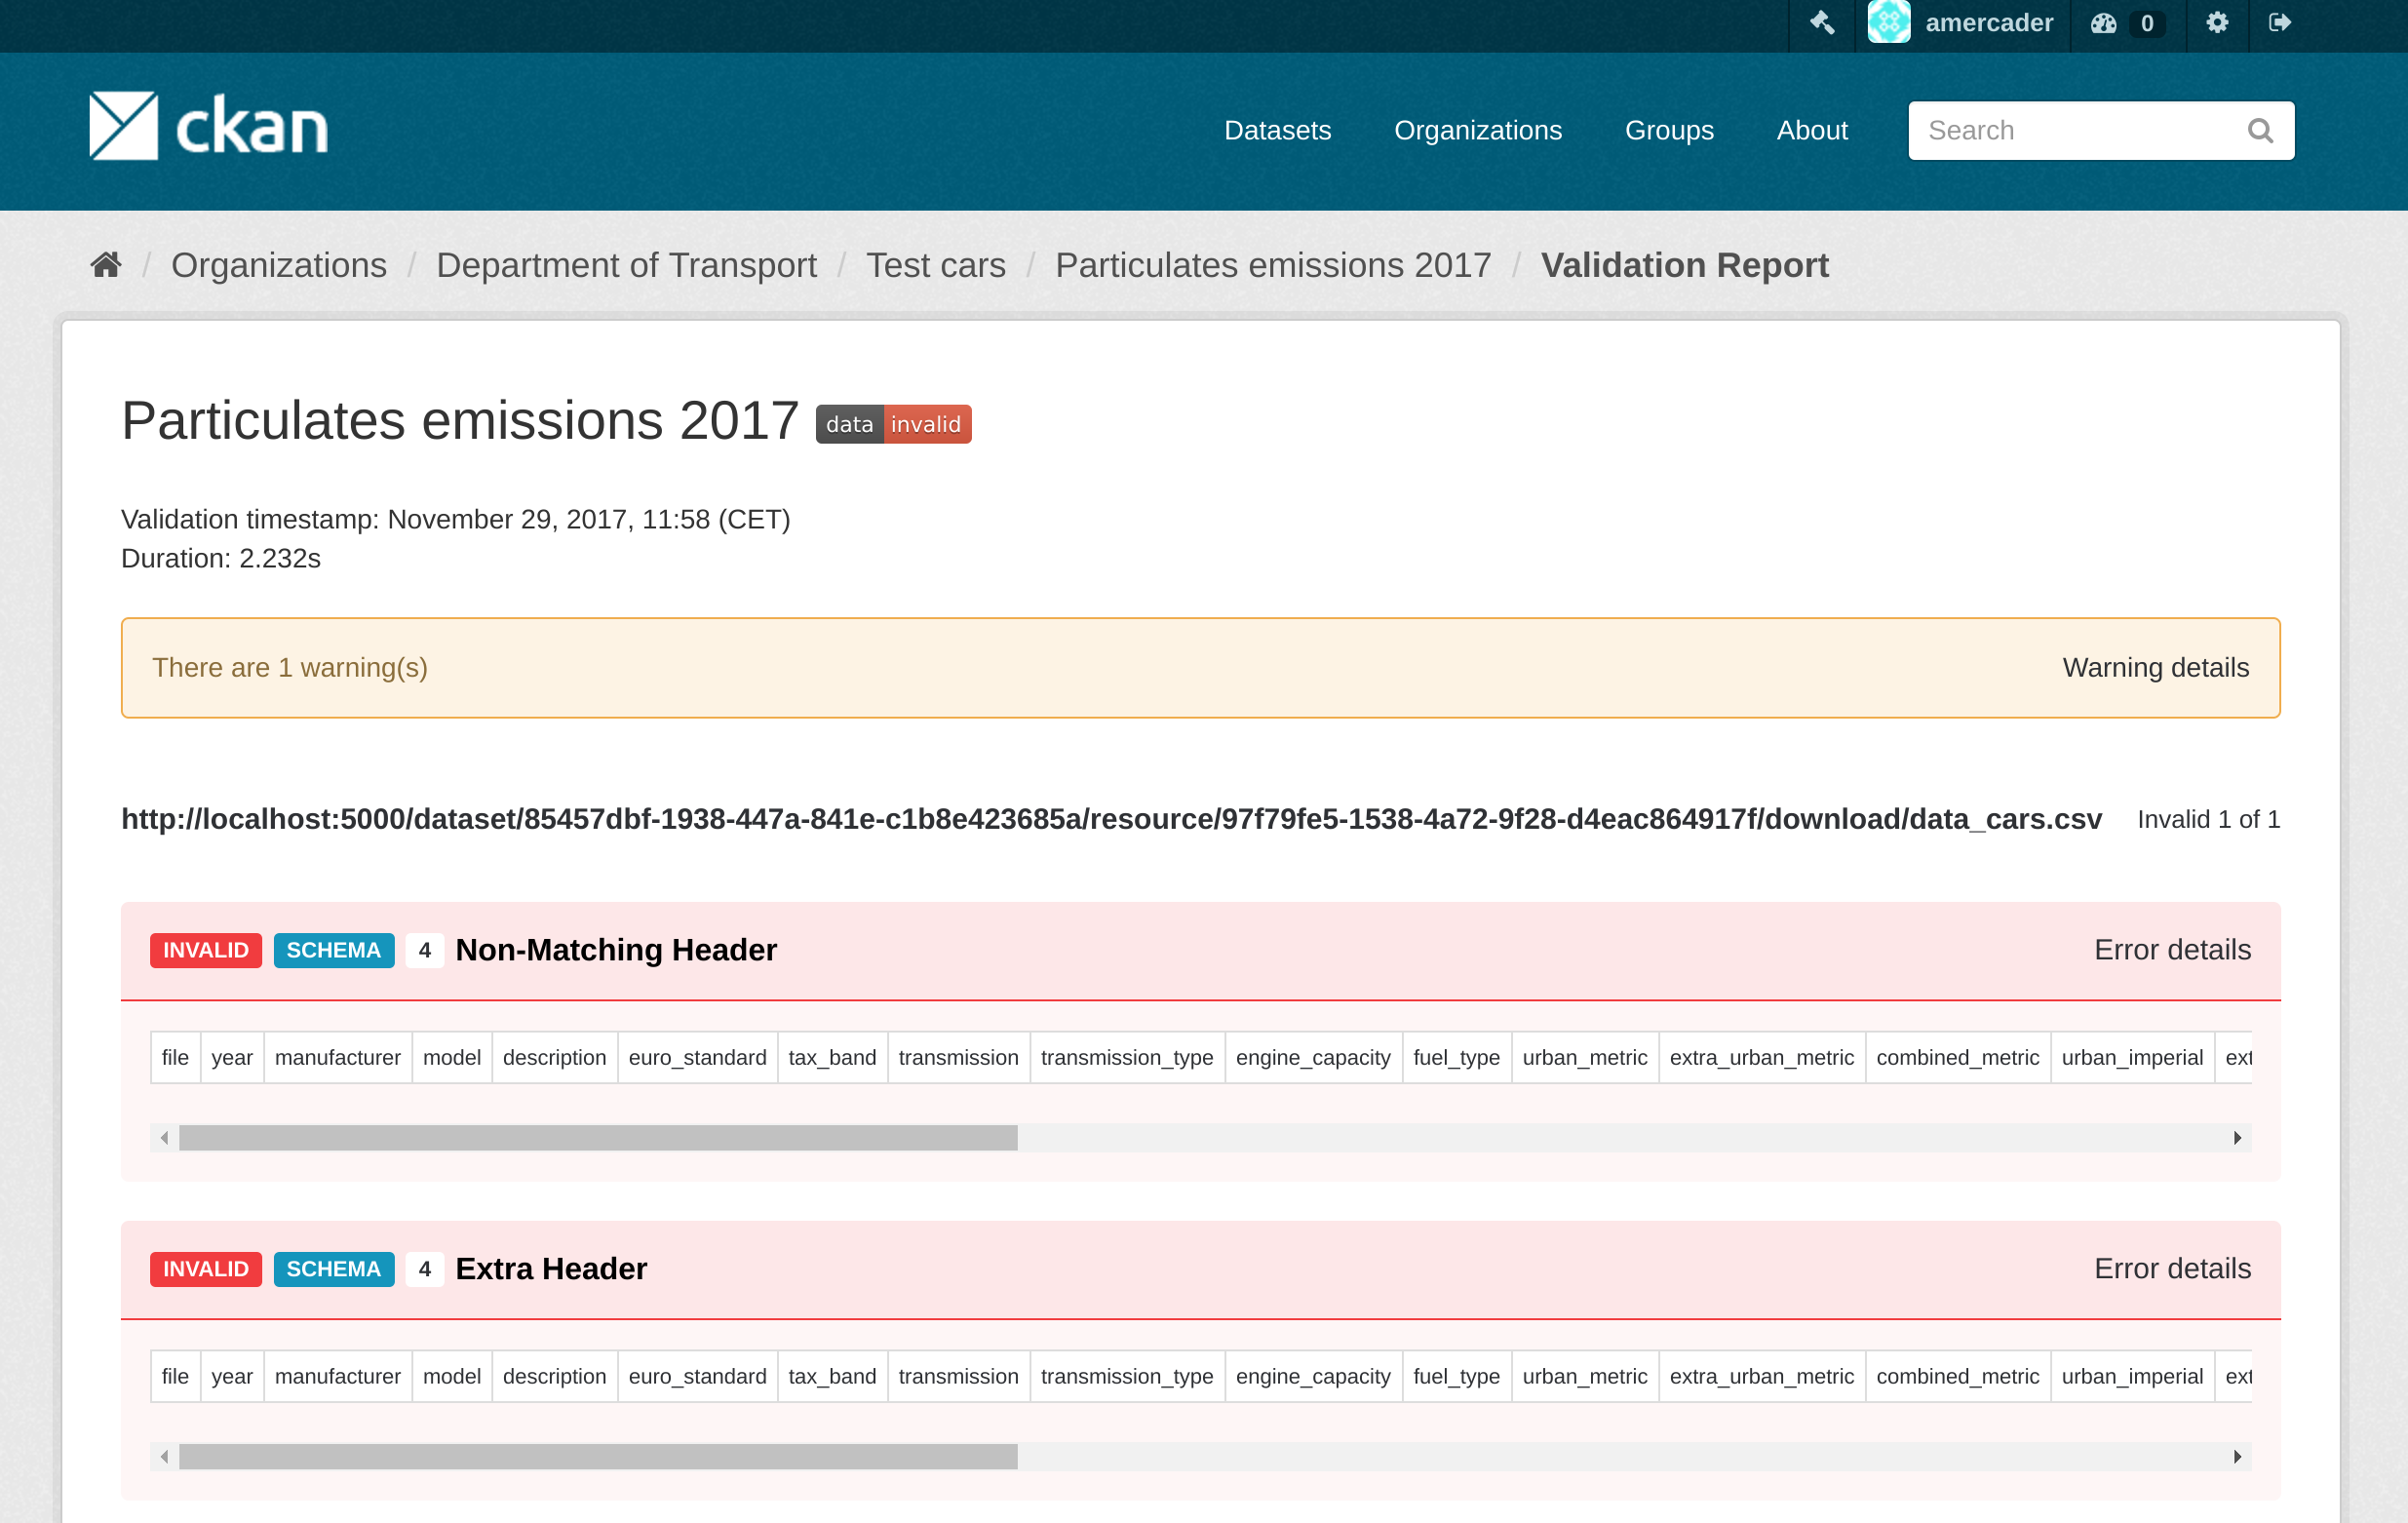 amercader 0
ckan Datasets Organizations Groups About Search
/ Organizations / Department of Transport / Test cars / Particulates emissions 2017 / Validation Report
Particulates emissions 2017 data invalid
Validation timestamp: November 29, 2017, 11:58 (CET)
Duration: 2.232s
There are 1 warning(s) Warning details
http://localhost:5000/dataset/85457dbf-1938-447a-841e-c1b8e423685a/resource/97f79fe5-1538-4a72-9f28-d4eac864917f/download/data_cars.csv Invalid 1 of 1
INVALID SCHEMA 4 Non-Matching Header Error details
file year manufacturer model description euro_standard tax_band transmission transmission_type engine_capacity fuel_type urban_metric extra_urban_metric combined_metric urban_imperial ext
INVALID SCHEMA 4 Extra Header Error details
file year manufacturer model description euro_standard tax_band transmission transmission_type engine_capacity fuel_type urban_metric extra_urban_metric combined_metric urban_imperial ext